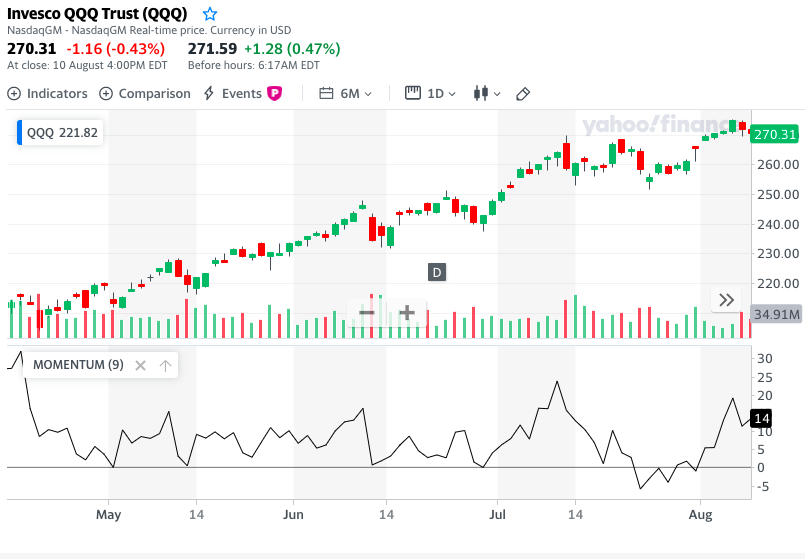 Invesco QQQ Trust (QQQ)
NasdaqGM - NasdaqGM Real-time price. Currency in USD
270.31 -1.16 (-0.43%) 271.59 +1.28 (0.47%)
At close: 10 August 4:00PM EDT Before hours: 6:17AM EDT
Indicators Comparison Events P 6M 1D
QQQ 221.82
yahoo!finance
270.31
260.00
250.00
240.00
230.00
D
220.00
34.91M
MOMENTUM (9)
30
25
20
14
10
5
0
-5
May 14 Jun 14 Jul 14 Aug